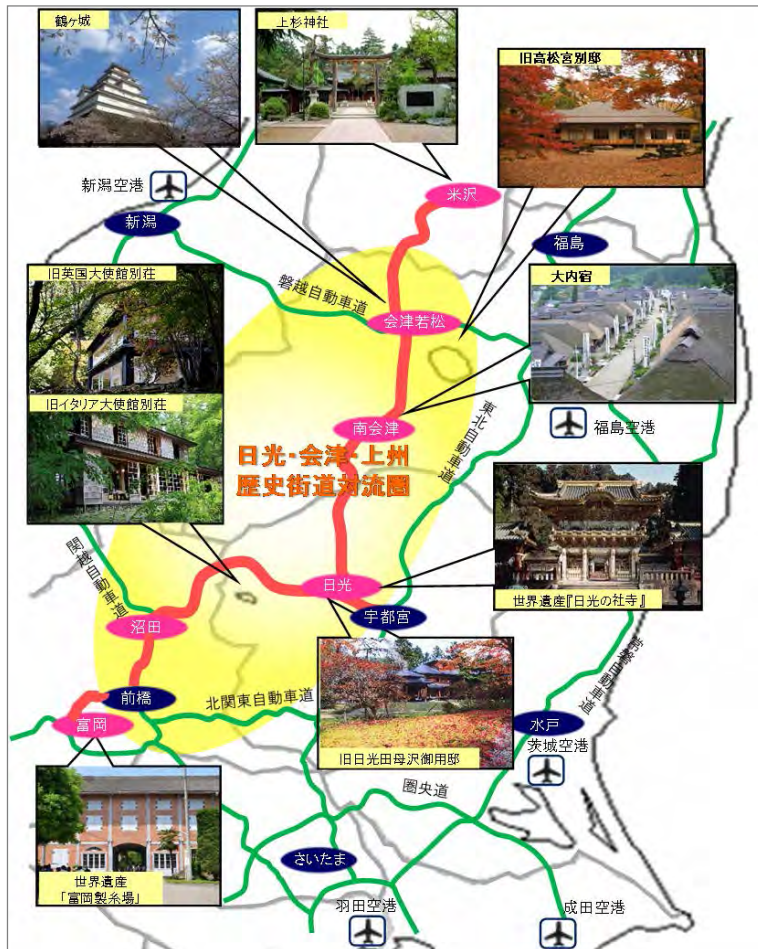 鶴ヶ城
上杉神社
旧高松宮別邸
新潟空港
米沢
新潟
福島
旧英国大使館別荘
磐越自動車道
大内宿
会津若松
旧イタリア大使館別荘
南会津
東北自動車道
福島空港
日光・会津・上州
歴史街道対流圏
関越自動車道
日光
世界遺産『日光の社寺』
沼田
宇都宮
常磐自動車道
前橋
北関東自動車道
富岡
水戸
旧日光田母沢御用邸
茨城空港
圏央道
さいたま
世界遺産
「富岡製糸場」
羽田空港
成田空港